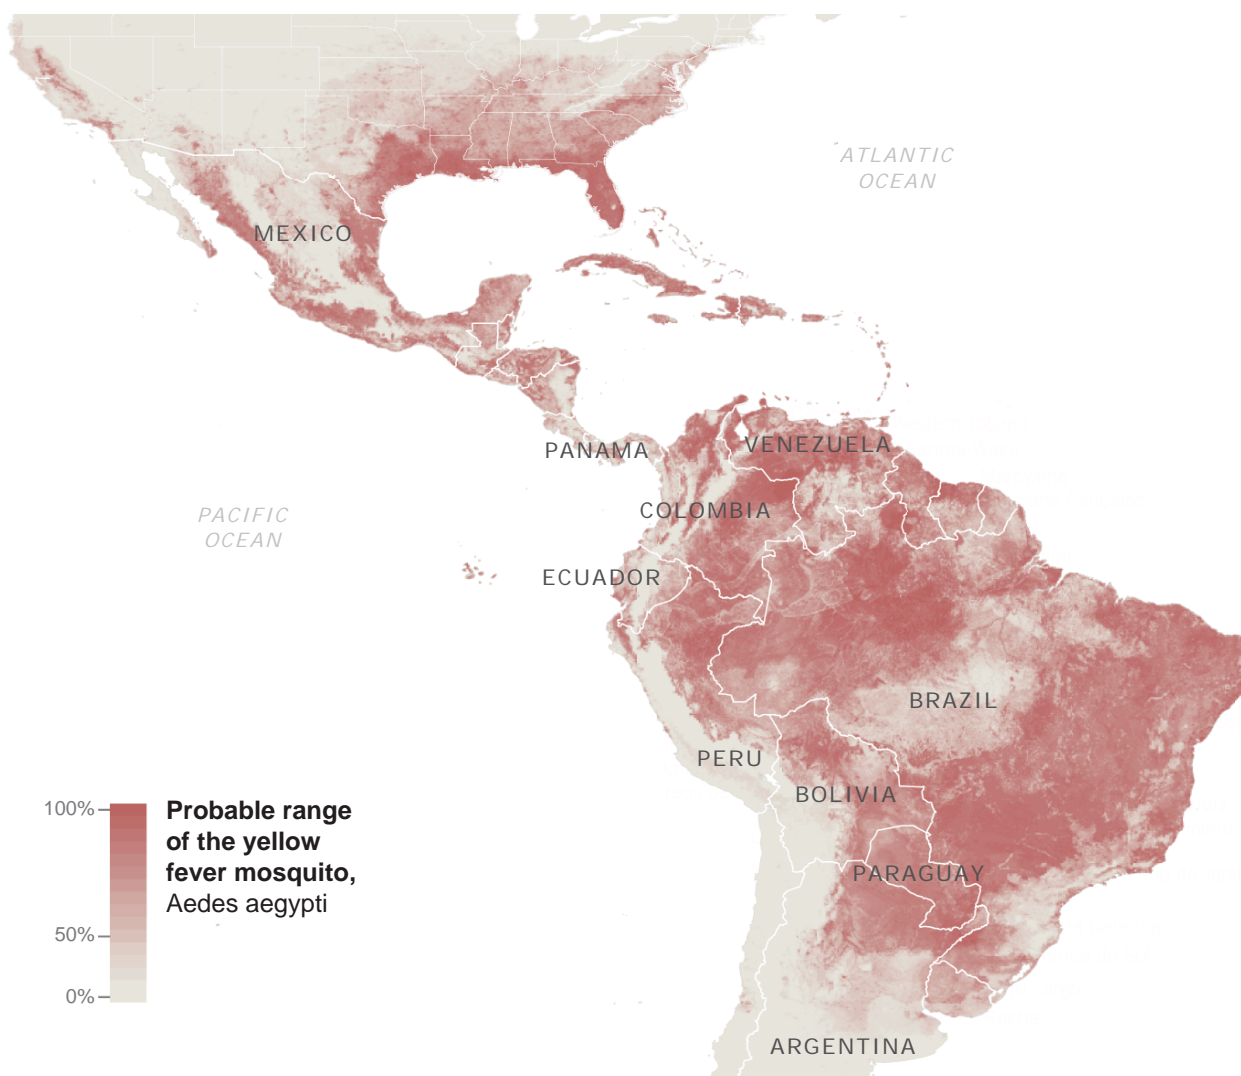 ATLANTIC
OCEAN
MEXICO
PANAMA
VENEZUELA
COLOMBIA
PACIFIC
OCEAN
ECUADOR
BRAZIL
PERU
BOLIVIA
PARAGUAY
ARGENTINA
100%
50%
0%
Probable range
of the yellow
fever mosquito,
Aedes aegypti